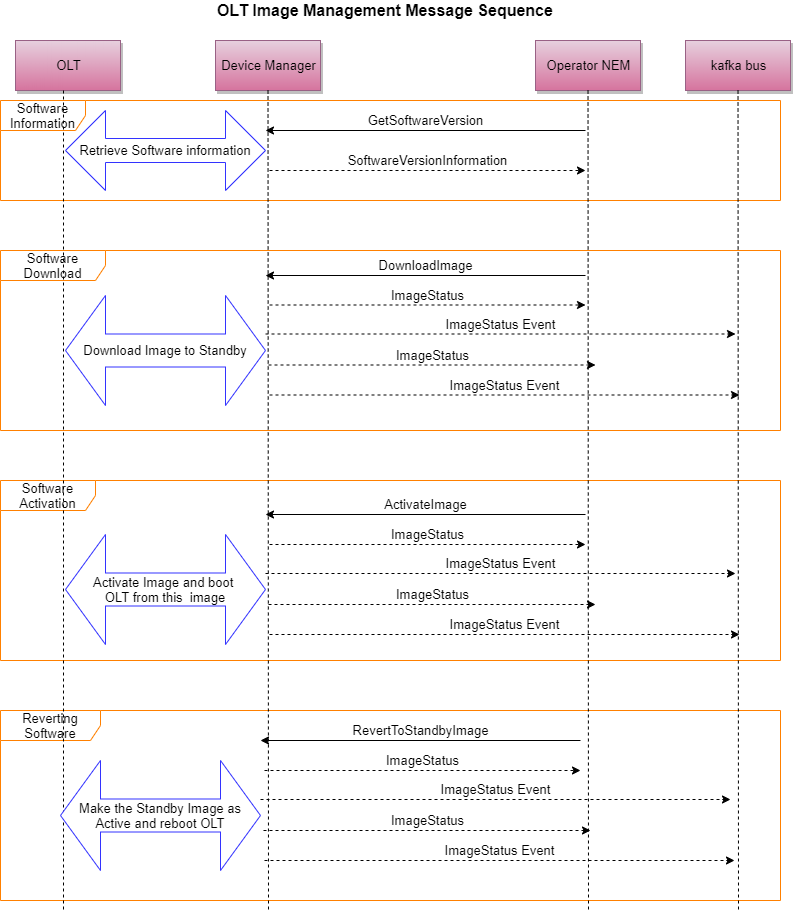 OLT Image Management Message Sequence
OLT
Device Manager
Operator NEM
kafka bus
Software
Information
GetSoftwareVersion
Retrieve Software information
SoftwareVersionInformation
Software
Download
DownloadImage
ImageStatus
ImageStatus Event
Download Image to Standby
ImageStatus
ImageStatus Event
Software
Activation
ActivateImage
ImageStatus
ImageStatus Event
Activate Image and boot
OLT from this  image
ImageStatus
ImageStatus Event
Reverting
Software
RevertToStandbyImage
ImageStatus
ImageStatus Event
Make the Standby Image as
Active and reboot OLT
ImageStatus
ImageStatus Event